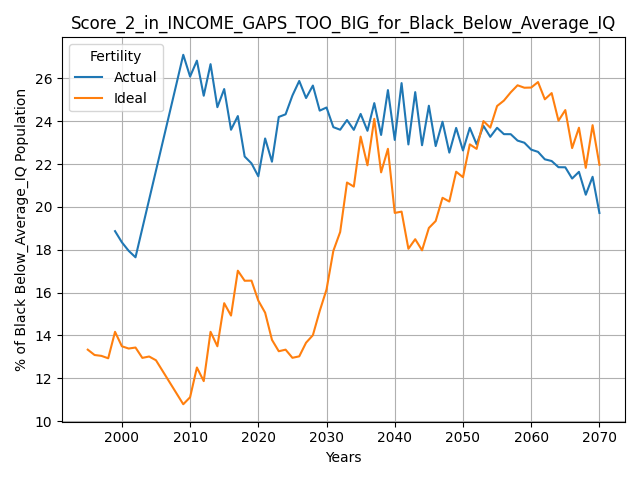 Score_2_in_INCOME_GAPS_TOO_BIG_for_Black_Below_Average_IQ
Fertility
Actual
Ideal
% of Black Below_Average_IQ Population
26
24
22
20
18
16
14
12
10
2000 2010 2020 2030 2040 2050 2060 2070
Years